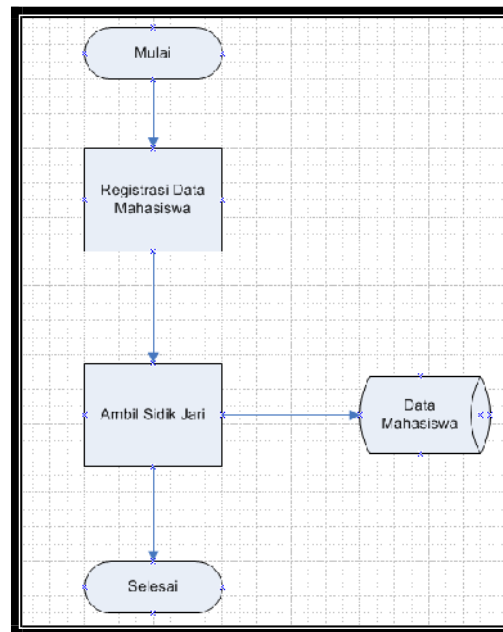 Mulai
Registrasi Data
Mahasiswa
Ambil Sidik Jari
Data
Mahasiswa
Selesai